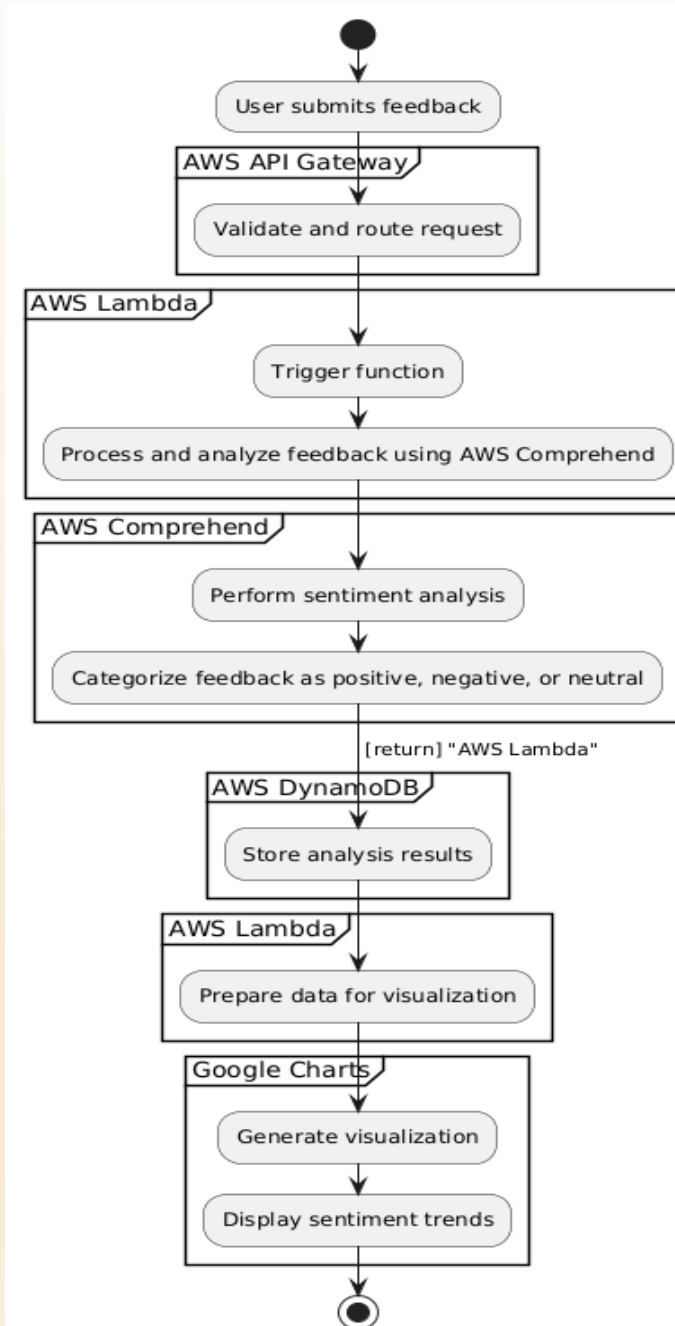 User submits feedback
AWS API Gateway
Validate and route request
AWS Lambda
Trigger function
Process and analyze feedback using AWS Comprehend
AWS Comprehend
Perform sentiment analysis
Categorize feedback as positive, negative, or neutral
[return] "AWS Lambda"
AWS DynamoDB
Store analysis results
AWS Lambda
Prepare data for visualization
Google Charts
Generate visualization
Display sentiment trends